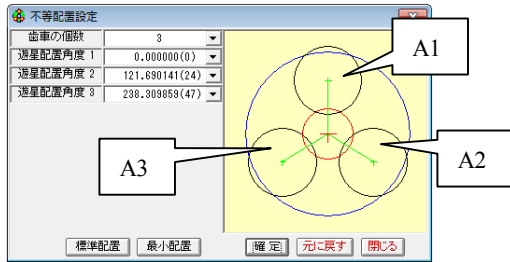 不等配置設定
歯車の個数 3
遊星配置角度 1 0.000000(0)
遊星配置角度 2 121.690141(24)
遊星配置角度 3 238.309859(47)
A1
A2
A3
標準配置 最小配置 確 定 元に戻す 閉じる